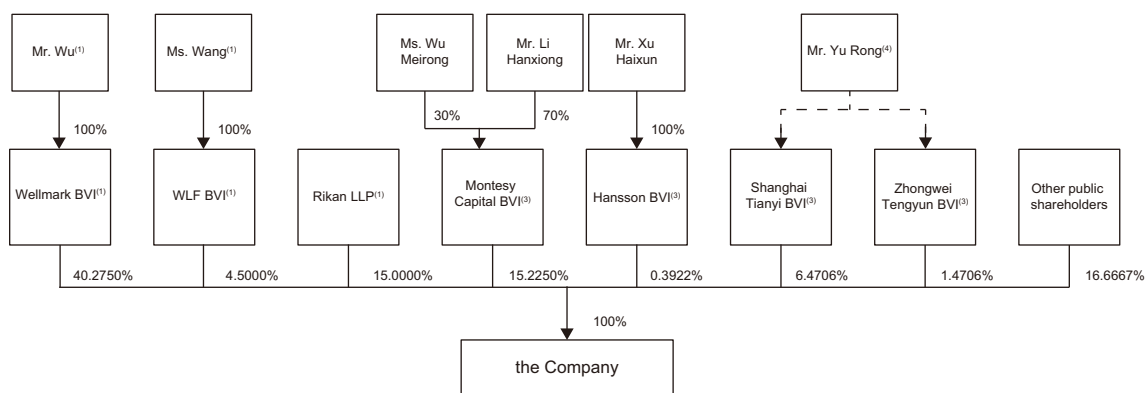 Mr. Wu(1)
Ms. Wang(1)
Ms. Wu
Meirong
Mr. Li
Hanxiong
Mr. Xu
Haixun
Mr. Yu Rong(4)
100%
100%
30%
70%
100%
Wellmark BVI(1)
WLF BVI(1)
Rikan LLP(1)
Montesy
Capital BVI(3)
Hansson BVI(3)
Shanghai
Tianyi BVI(3)
Zhongwei
Tengyun BVI(3)
Other public
shareholders
40.2750%
4.5000%
15.0000%
15.2250%
0.3922%
6.4706%
1.4706%
16.6667%
100%
the Company